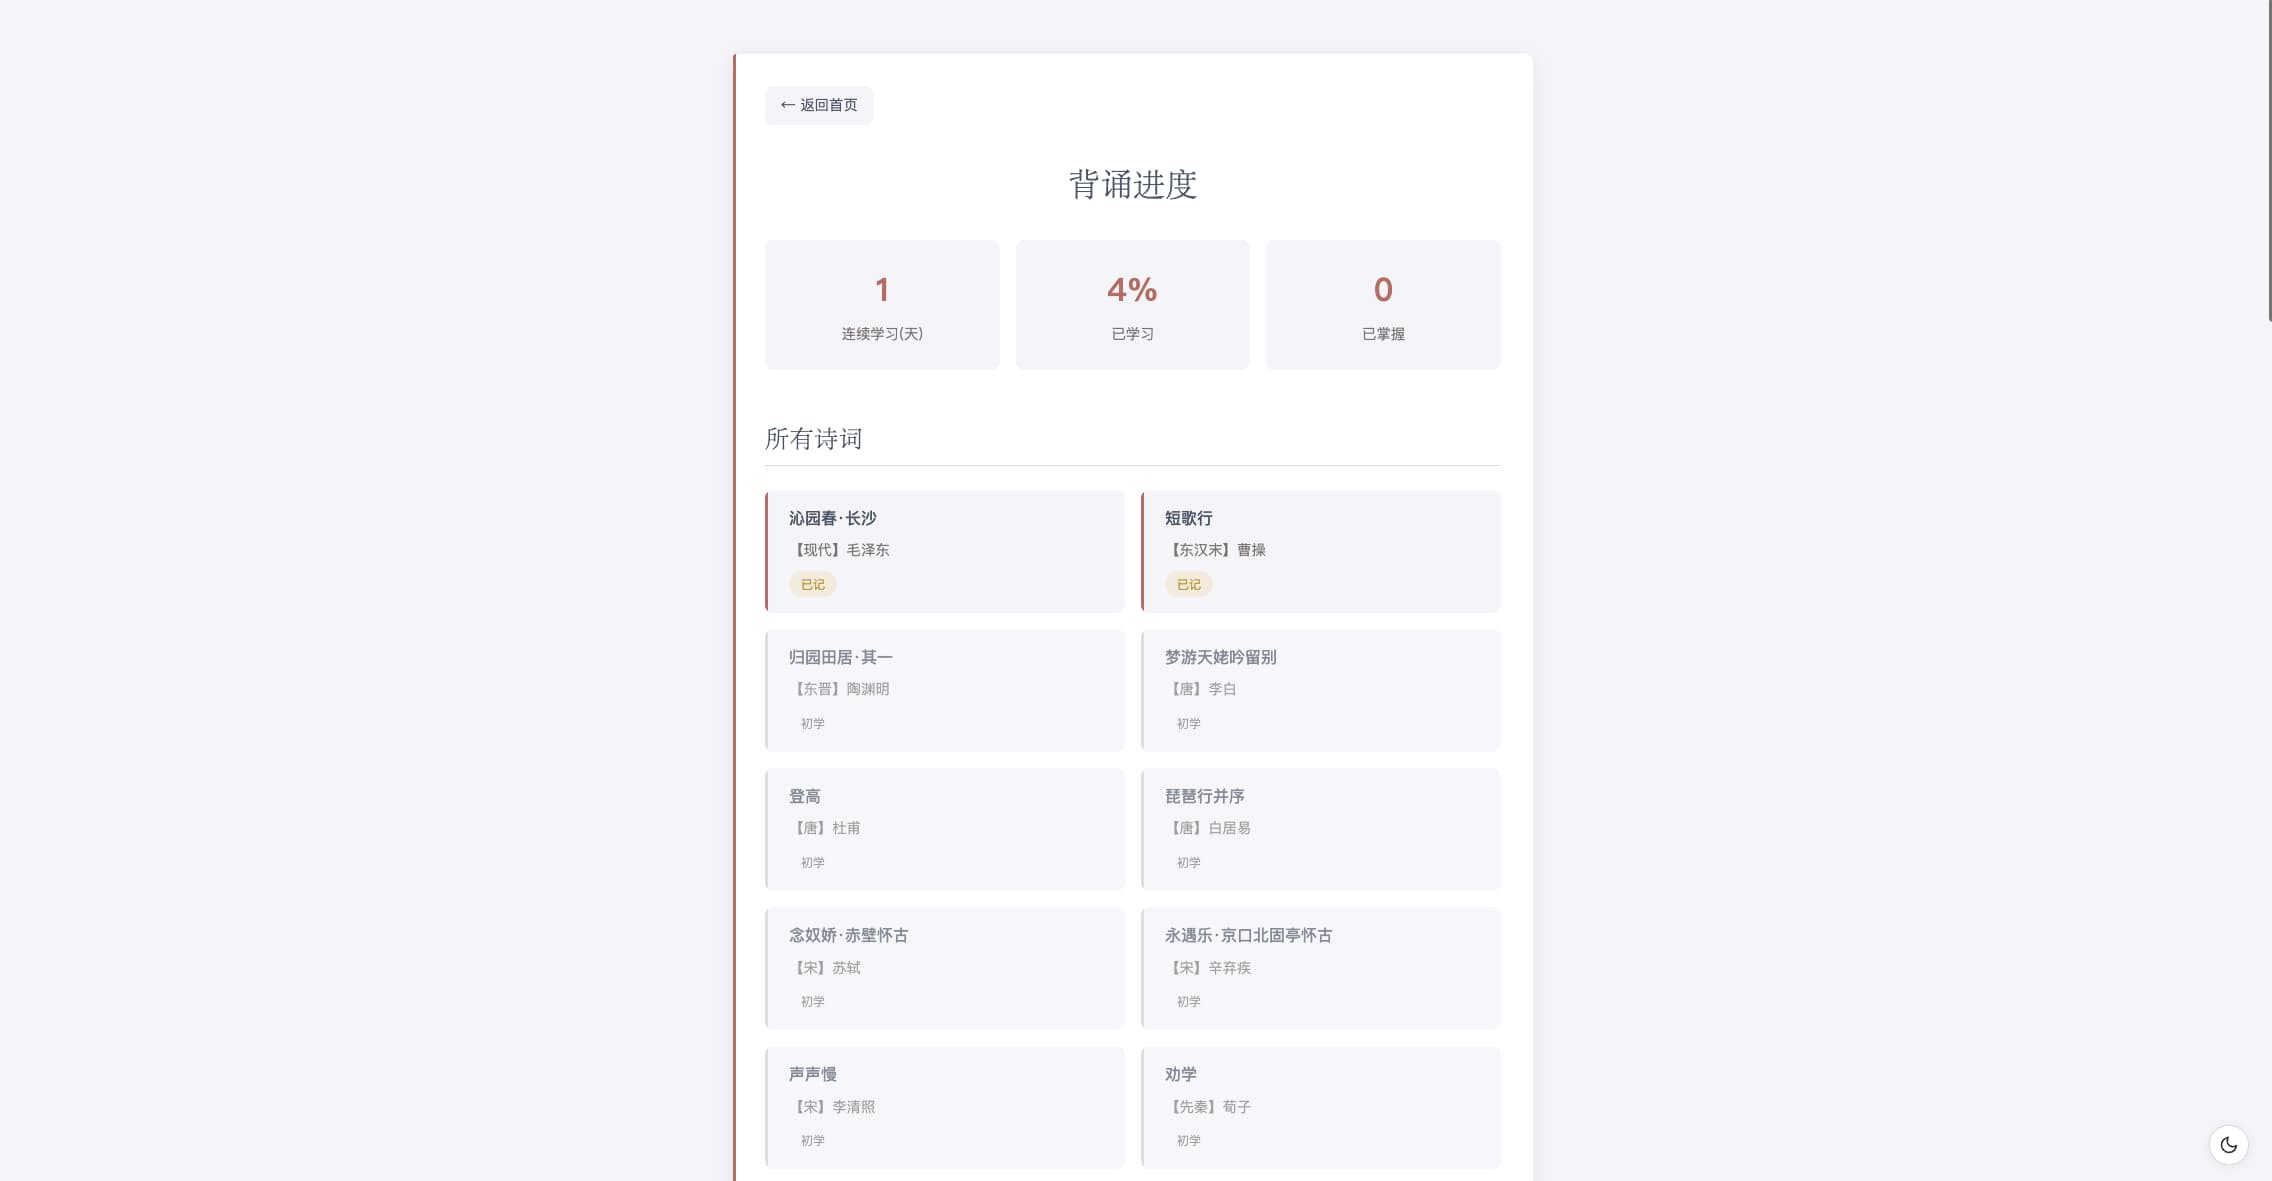 ← 返回首页
背诵进度
1
连续学习(天)
4%
已学习
0
已掌握
所有诗词
沁园春·长沙
【现代】毛泽东
已记
短歌行
【东汉末】曹操
已记
归园田居·其一
【东晋】陶渊明
初学
梦游天姥吟留别
【唐】李白
初学
登高
【唐】杜甫
初学
琵琶行并序
【唐】白居易
初学
念奴娇·赤壁怀古
【宋】苏轼
初学
永遇乐·京口北固亭怀古
【宋】辛弃疾
初学
声声慢
【宋】李清照
初学
劝学
【先秦】荀子
初学